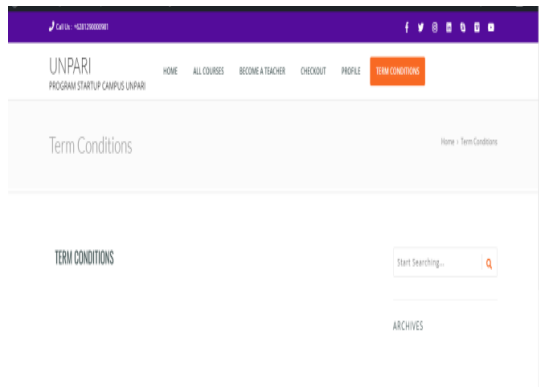 Call Us : +6281290000981
UNPARI
PROGRAM STARTUP CAMPUS UNPARI
HOME ALL COURSES BECOME A TEACHER CHECKOUT PROFILE TERM CONDITIONS
Term Conditions
Home > Term Conditions
TERM CONDITIONS
Start Searching...
ARCHIVES